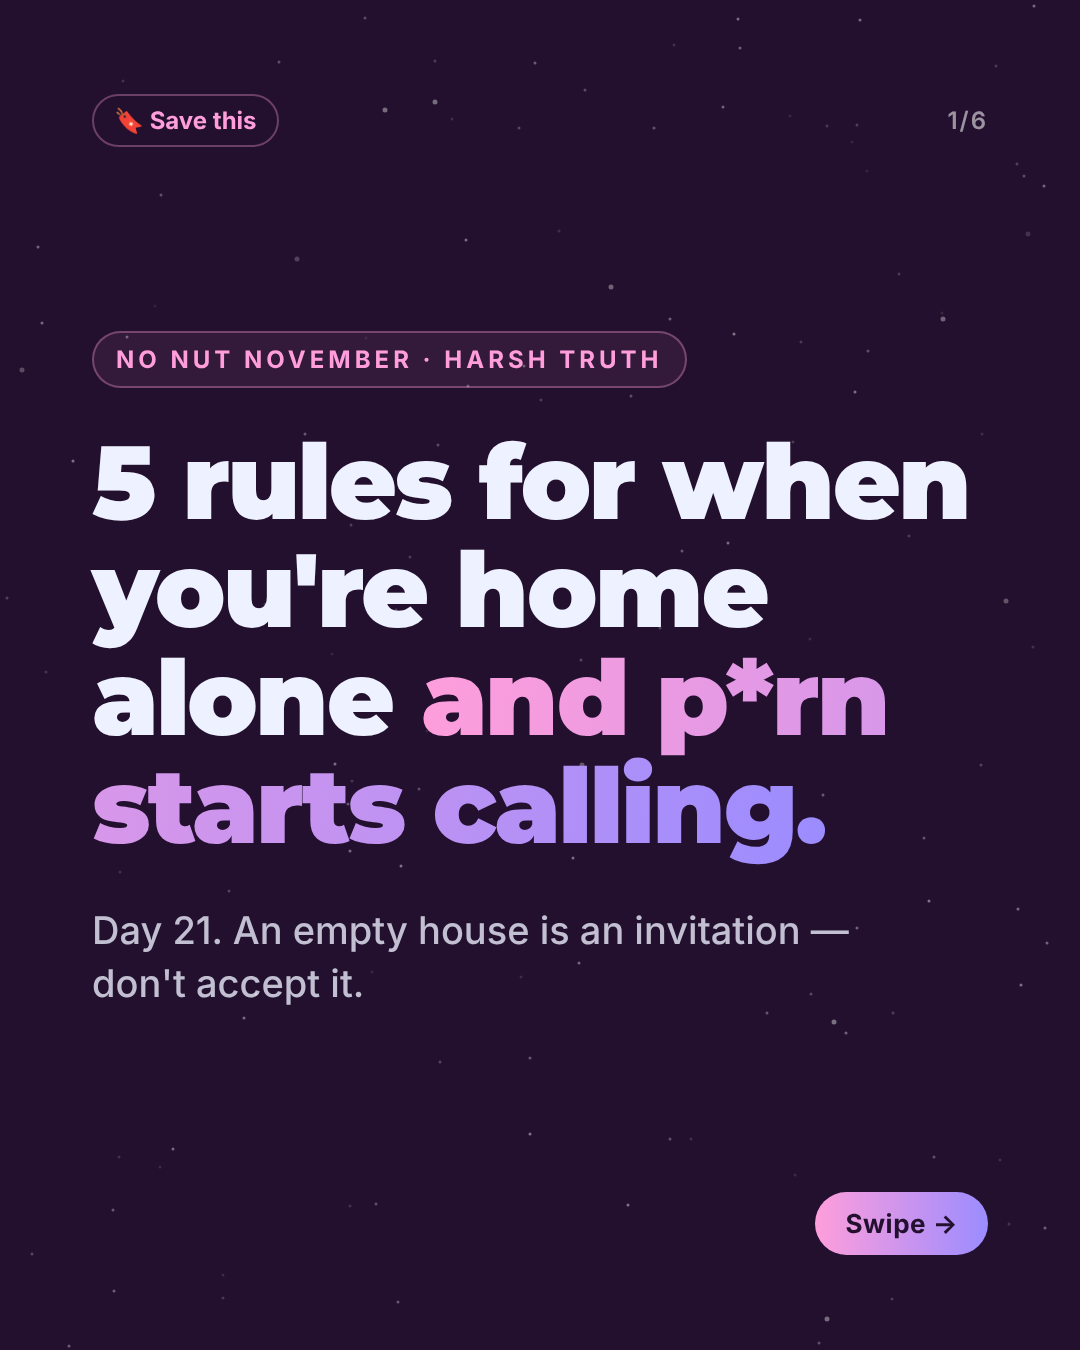 🔖 Save this
1/6
NO NUT NOVEMBER · HARSH TRUTH
5 rules for when
you're home
alone and p*rn
starts calling.
Day 21. An empty house is an invitation —
don't accept it.
Swipe →